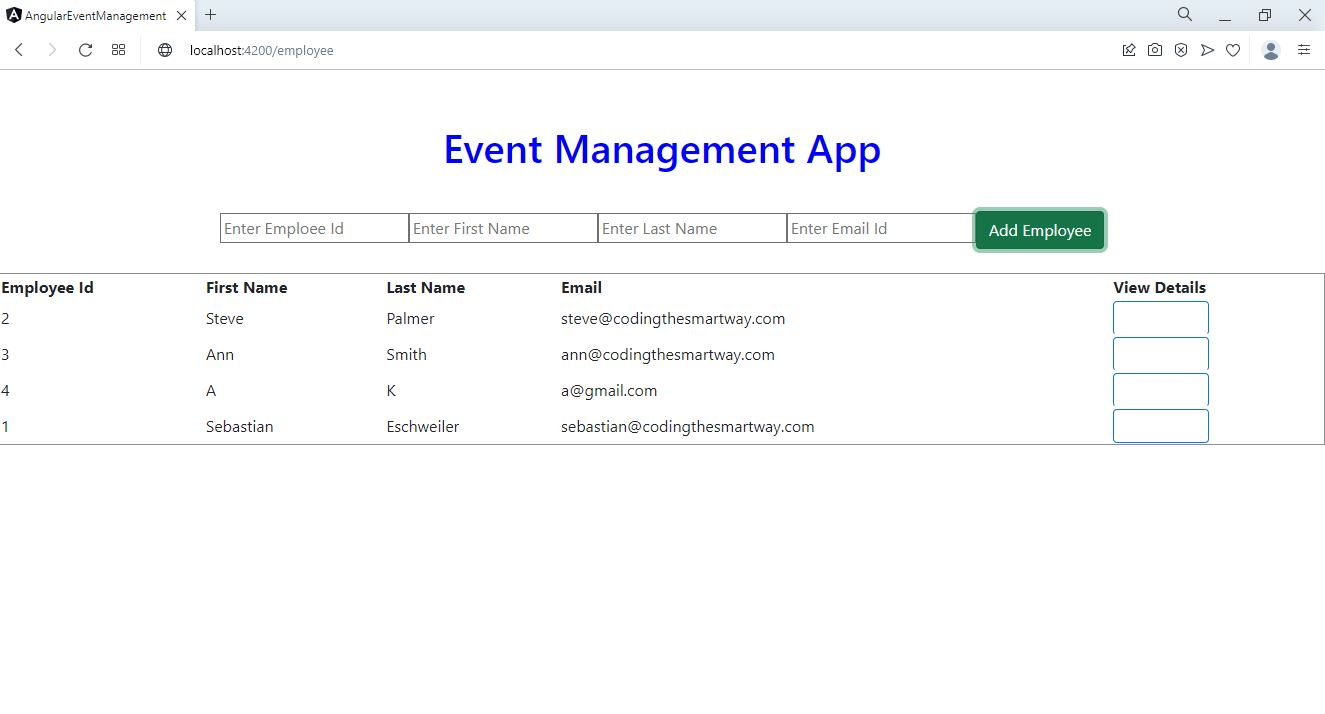 AngularEventManagement
localhost:4200/employee
Event Management App
Enter Emploee Id Enter First Name Enter Last Name Enter Email Id Add Employee
Employee Id First Name Last Name Email View Details
2 Steve Palmer steve@codingthesmartway.com
3 Ann Smith ann@codingthesmartway.com
4 A K a@gmail.com
1 Sebastian Eschweiler sebastian@codingthesmartway.com